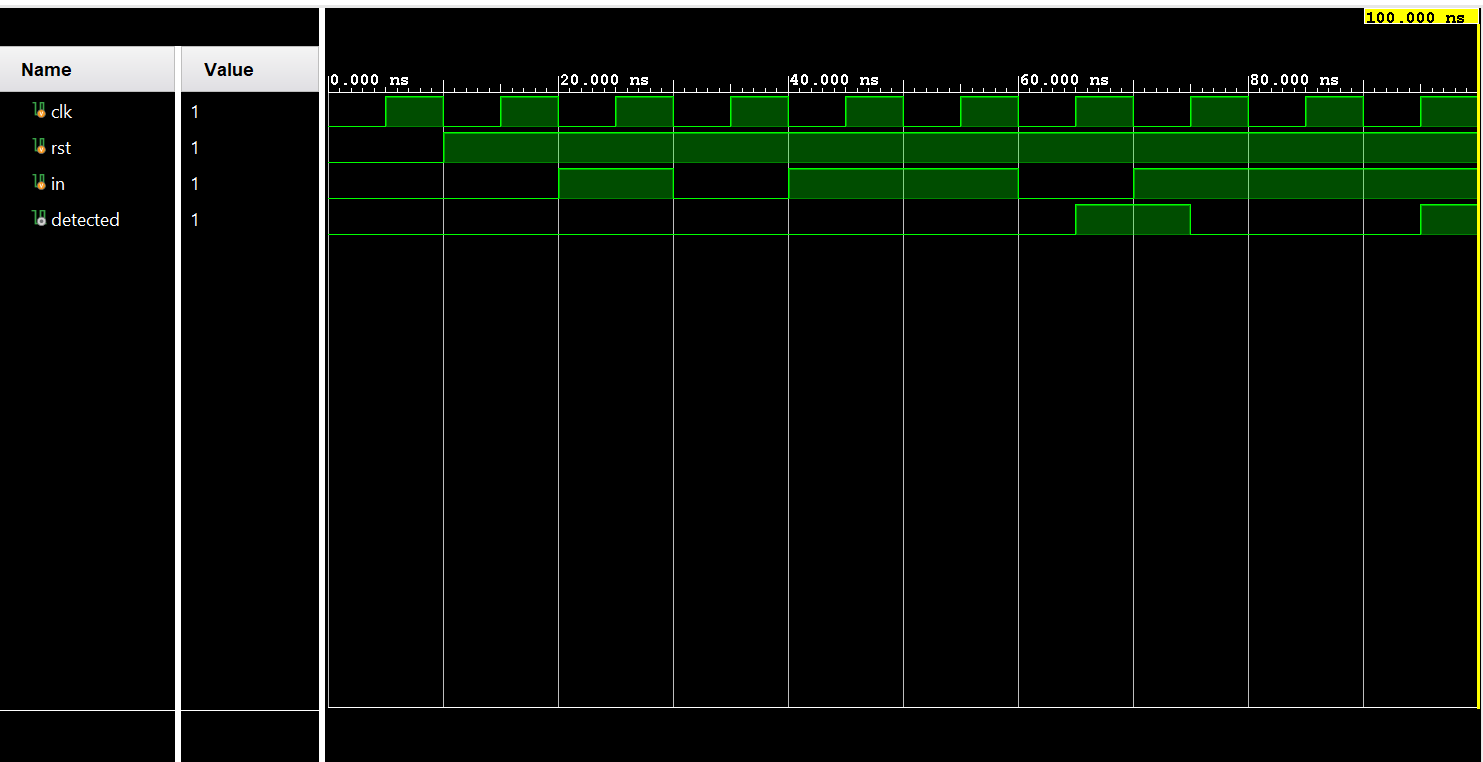 100.000 ns
Name Value
0.000 ns 20.000 ns 40.000 ns 60.000 ns 80.000 ns
clk 1
rst 1
in 1
detected 1